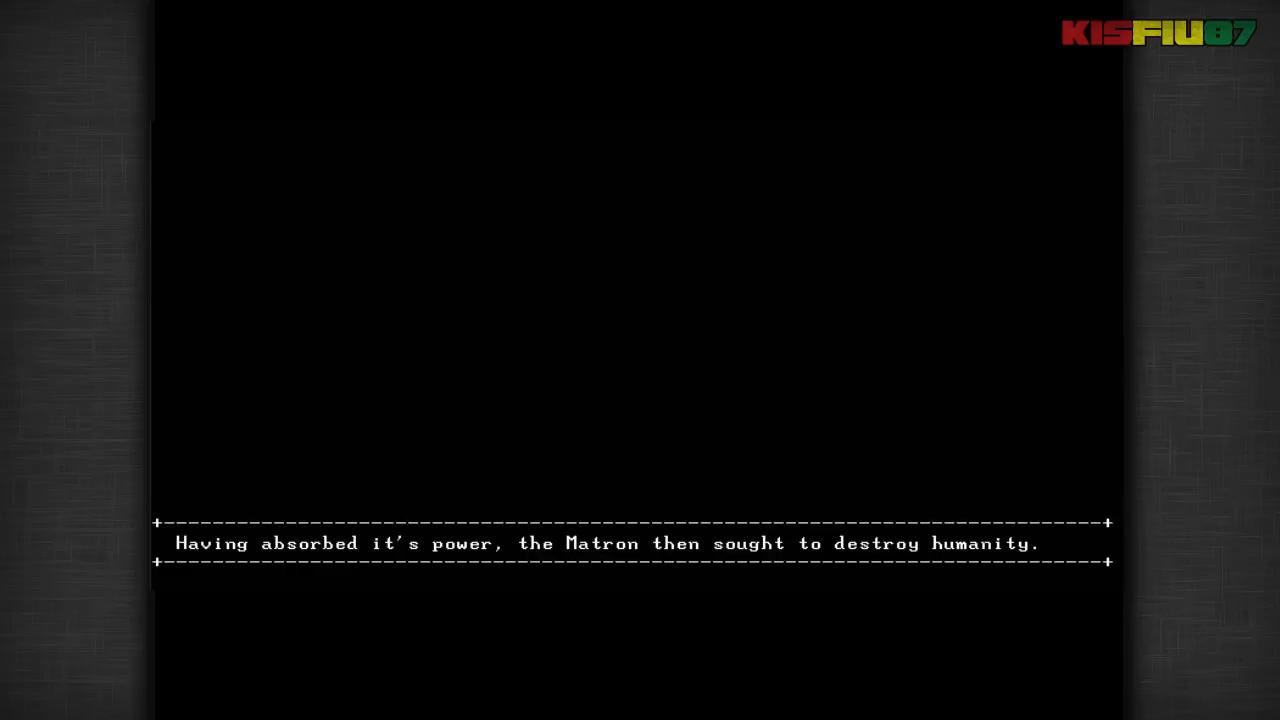 KISFIU87
Having absorbed it's power, the Matron then sought to destroy humanity.